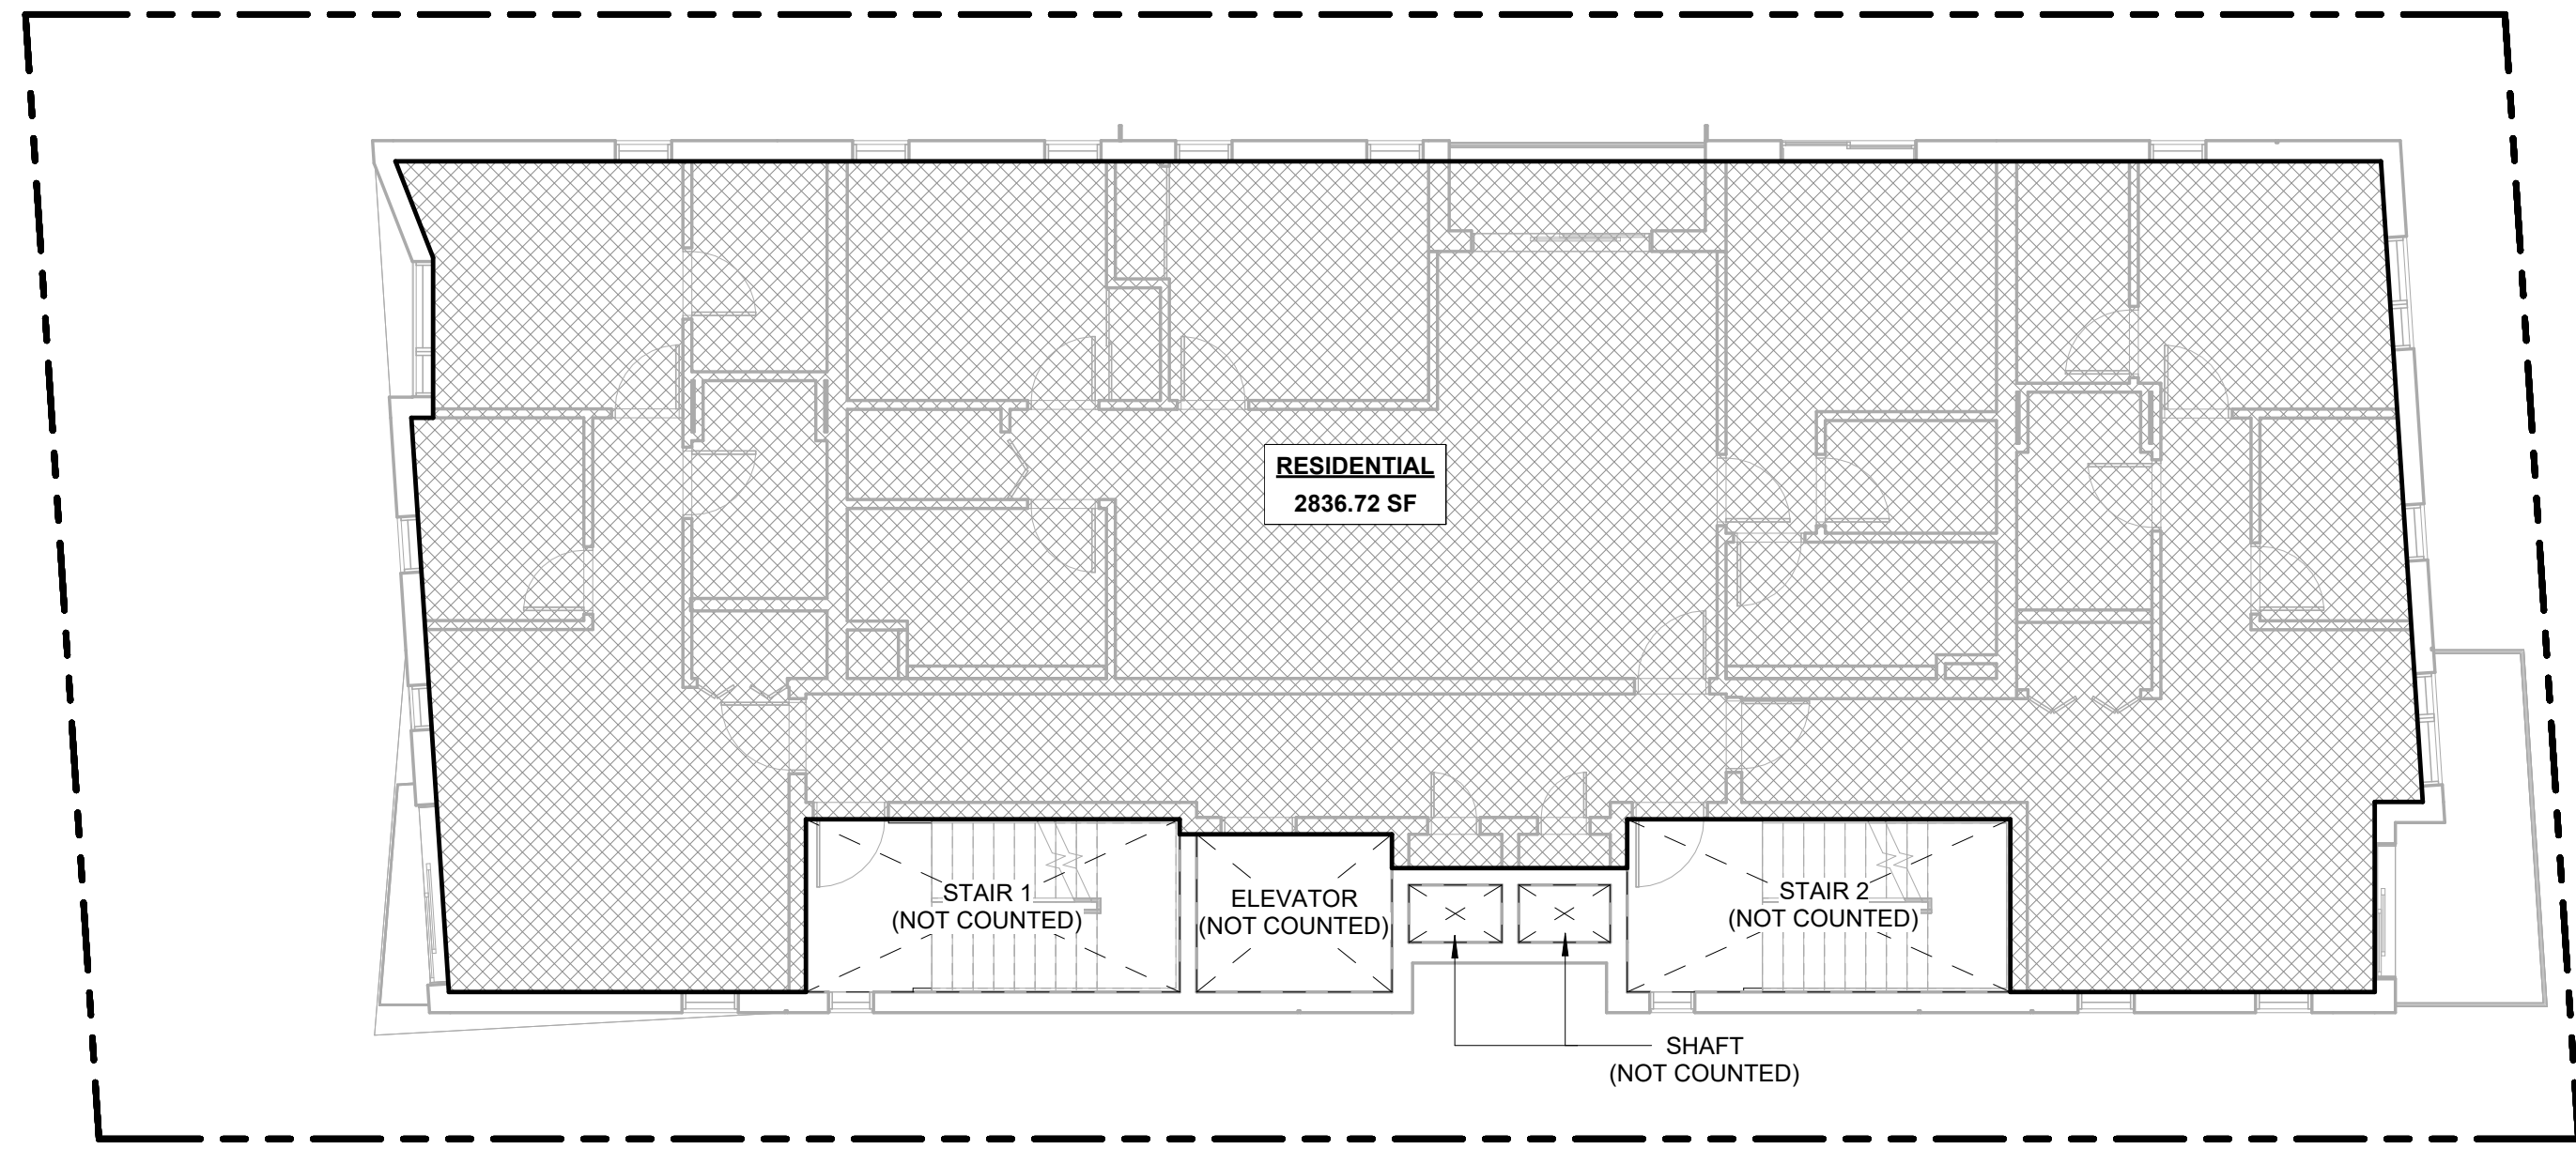 RESIDENTIAL
2836.72 SF
STAIR 1
(NOT COUNTED)
ELEVATOR
(NOT COUNTED)
STAIR 2
(NOT COUNTED)
SHAFT
(NOT COUNTED)